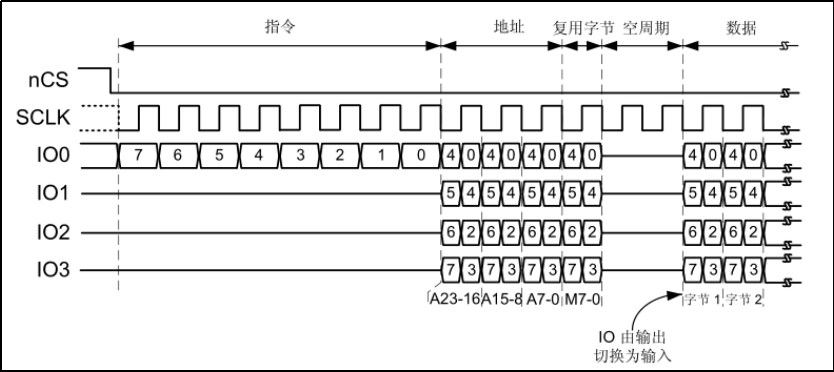 指令 地址 复用字节 空周期 数据
nCS
SCLK
IO0 7 6 5 4 3 2 1 0 4 0 4 0 4 0 4 0 4 0 4 0
IO1 5 4 5 4 5 4 5 4 5 4 5 4
IO2 6 2 6 2 6 2 6 2 6 2 6 2
IO3 7 3 7 3 7 3 7 3 7 3 7 3
A23-16 A15-8 A7-0 M7-0 字节 1 字节 2
IO 由输出
切换为输入